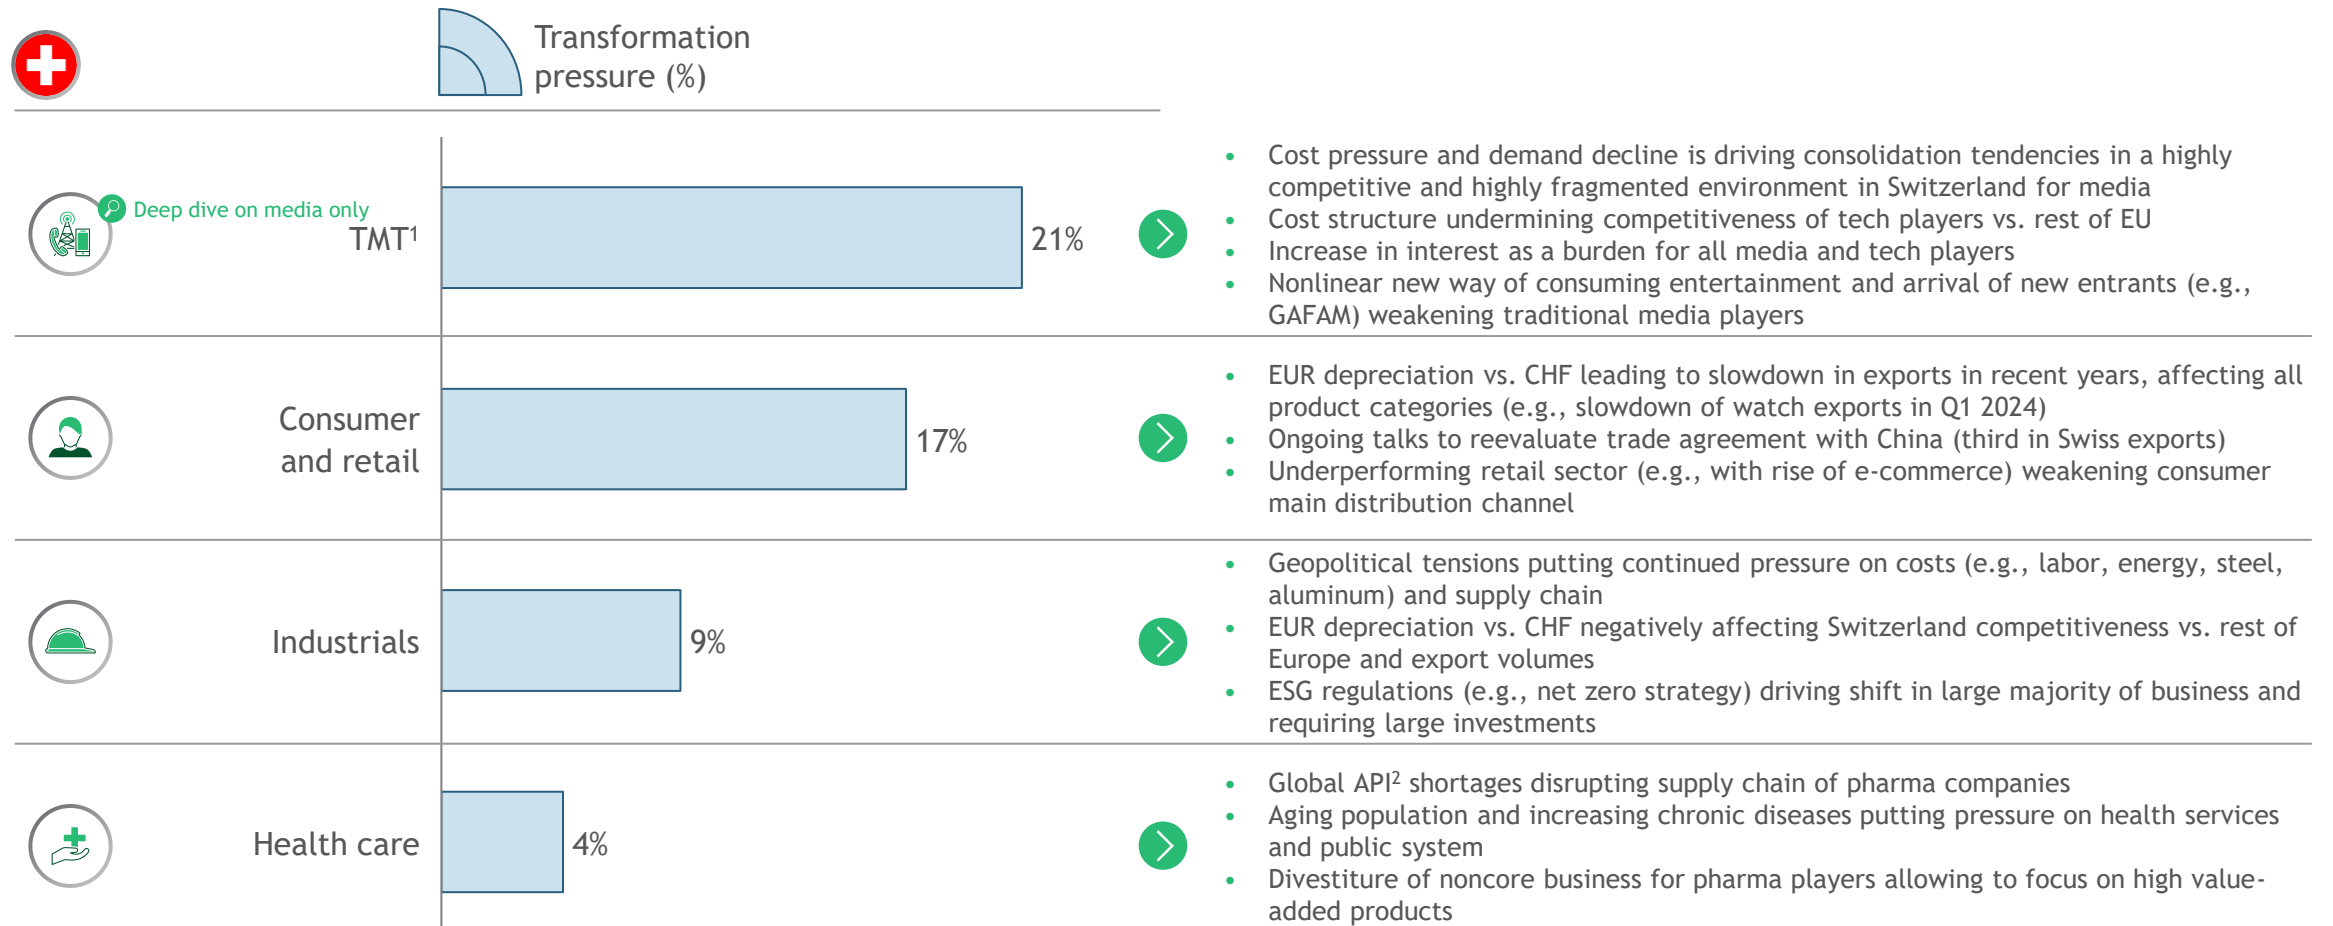 Transformation
pressure (%)
Deep dive on media only
TMT¹
21%
• Cost pressure and demand decline is driving consolidation tendencies in a highly
competitive and highly fragmented environment in Switzerland for media
• Cost structure undermining competitiveness of tech players vs. rest of EU
• Increase in interest as a burden for all media and tech players
• Nonlinear new way of consuming entertainment and arrival of new entrants (e.g.,
GAFAM) weakening traditional media players
Consumer
and retail
17%
• EUR depreciation vs. CHF leading to slowdown in exports in recent years, affecting all
product categories (e.g., slowdown of watch exports in Q1 2024)
• Ongoing talks to reevaluate trade agreement with China (third in Swiss exports)
• Underperforming retail sector (e.g., with rise of e-commerce) weakening consumer
main distribution channel
Industrials
9%
• Geopolitical tensions putting continued pressure on costs (e.g., labor, energy, steel,
aluminum) and supply chain
• EUR depreciation vs. CHF negatively affecting Switzerland competitiveness vs. rest of
Europe and export volumes
• ESG regulations (e.g., net zero strategy) driving shift in large majority of business and
requiring large investments
Health care
4%
• Global API² shortages disrupting supply chain of pharma companies
• Aging population and increasing chronic diseases putting pressure on health services
and public system
• Divestiture of noncore business for pharma players allowing to focus on high value-
added products